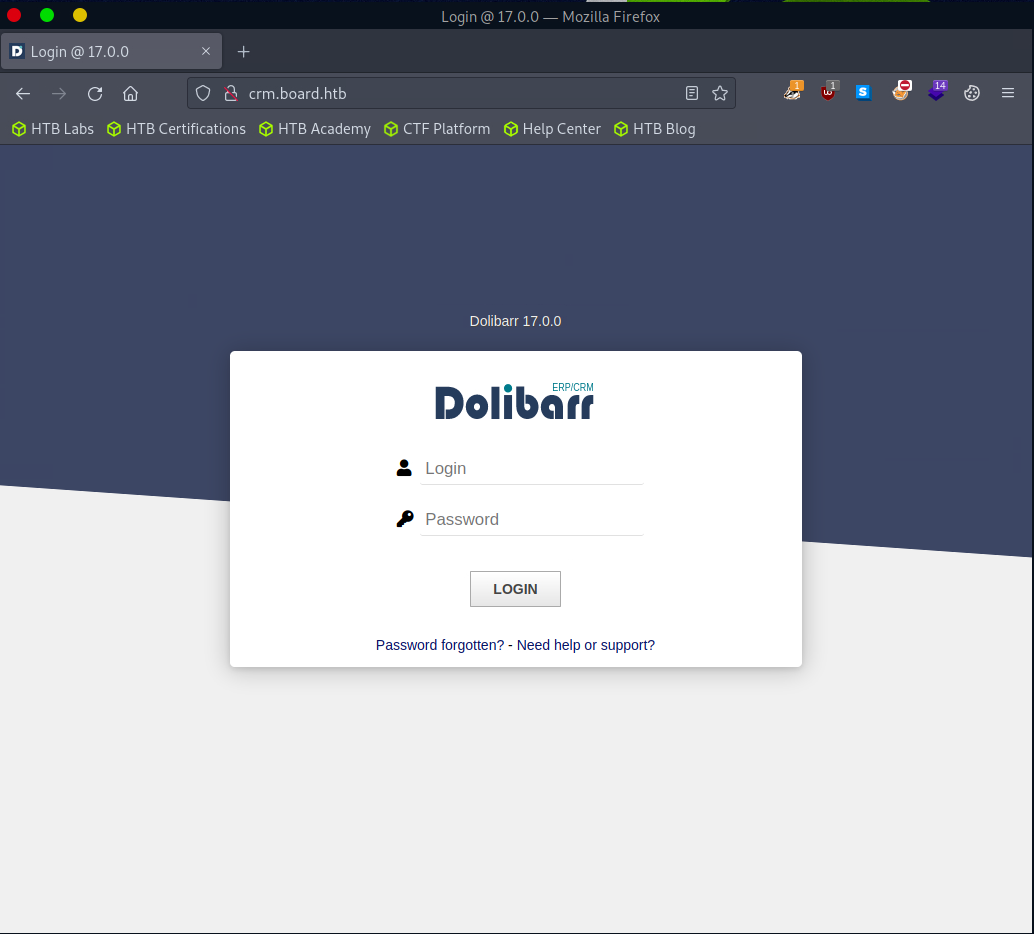 Login @ 17.0.0 — Mozilla Firefox
D Login @ 17.0.0
crm.board.htb
1 1 S 14
HTB Labs HTB Certifications HTB Academy CTF Platform Help Center HTB Blog
Dolibarr 17.0.0
ERP/CRM
Dolibarr
Login
Password
LOGIN
Password forgotten? - Need help or support?